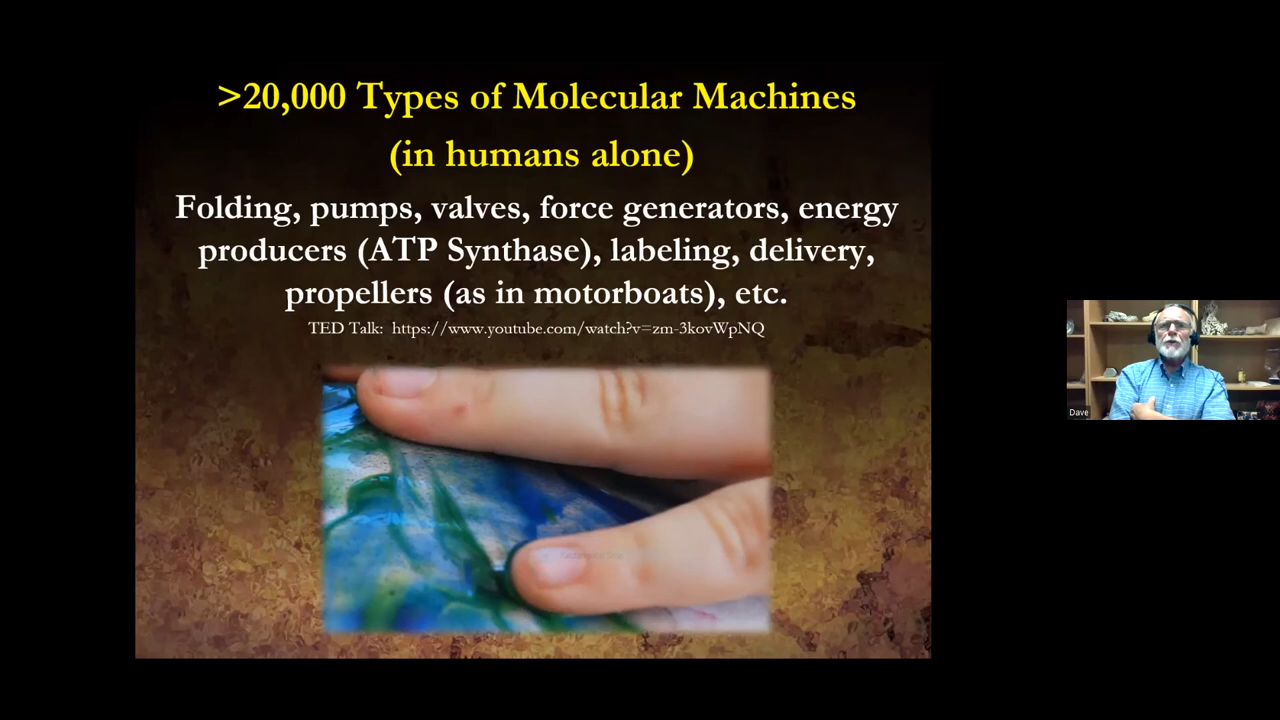 >20,000 Types of Molecular Machines
(in humans alone)
Folding, pumps, valves, force generators, energy
producers (ATP Synthase), labeling, delivery,
propellers (as in motorboats), etc.
TED Talk: https://www.youtube.com/watch?v=zm-3kovWpNQ
Dave